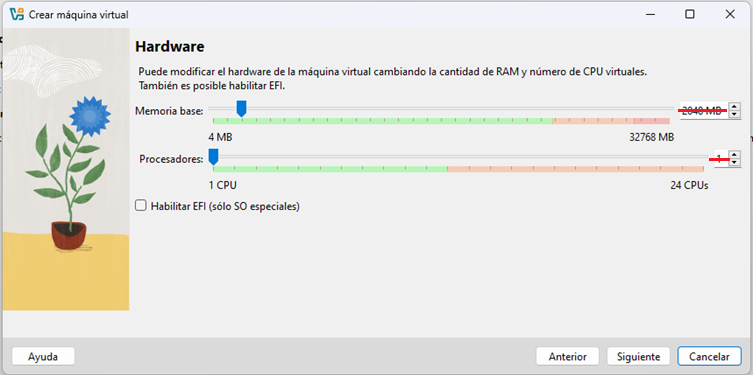 Crear máquina virtual
Hardware
Puede modificar el hardware de la máquina virtual cambiando la cantidad de RAM y número de CPU virtuales.
También es posible habilitar EFI.
Memoria base:
2048 MB
4 MB
32768 MB
Procesadores:
1
1 CPU
24 CPUs
Habilitar EFI (sólo SO especiales)
Ayuda
Anterior
Siguiente
Cancelar